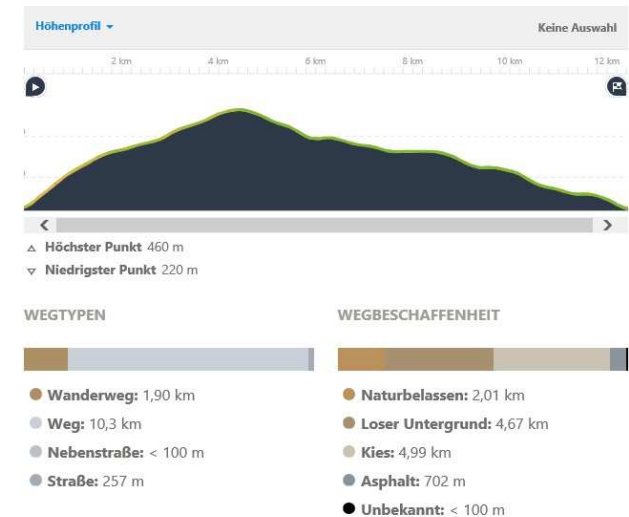 Höhenprofil
Keine Auswahl
2 km 4 km 6 km 8 km 10 km 12 km
Höchster Punkt 460 m
Niedrigster Punkt 220 m
WEGTYPEN
Wanderweg: 1,90 km
Weg: 10,3 km
Nebenstraße: < 100 m
Straße: 257 m
WEGBESCHAFFENHEIT
Naturbelassen: 2,01 km
Loser Untergrund: 4,67 km
Kies: 4,99 km
Asphalt: 702 m
Unbekannt: < 100 m